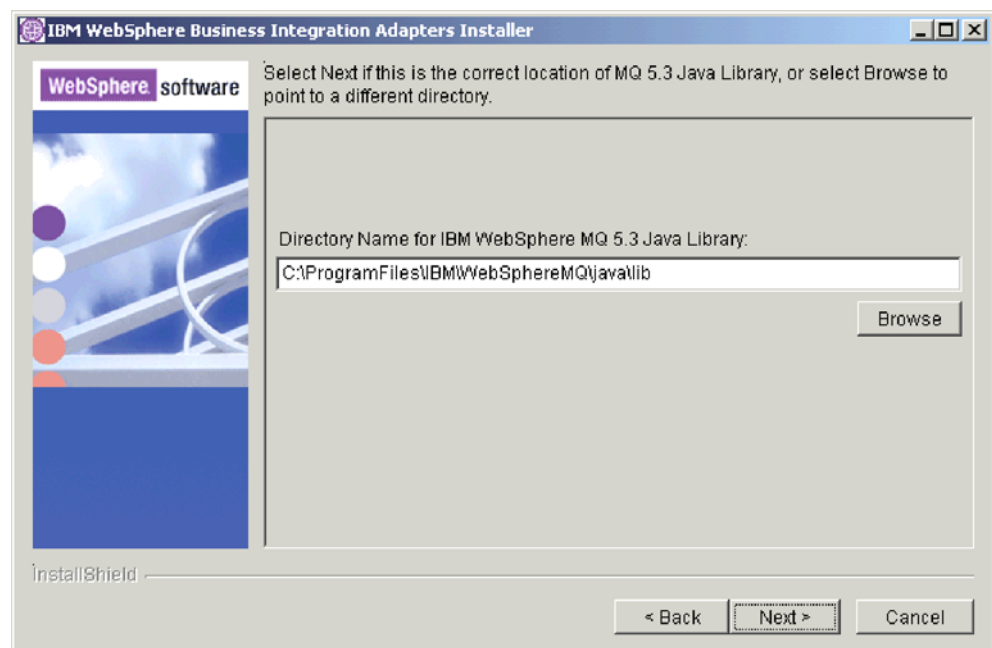 IBM WebSphere Business Integration Adapters Installer
WebSphere software
Select Next if this is the correct location of MQ 5.3 Java Library, or select Browse to
point to a different directory.
Directory Name for IBM WebSphere MQ 5.3 Java Library:
C:\ProgramFiles\IBM\WebSphereMQ\java\lib
Browse
InstallShield
< Back Next > Cancel